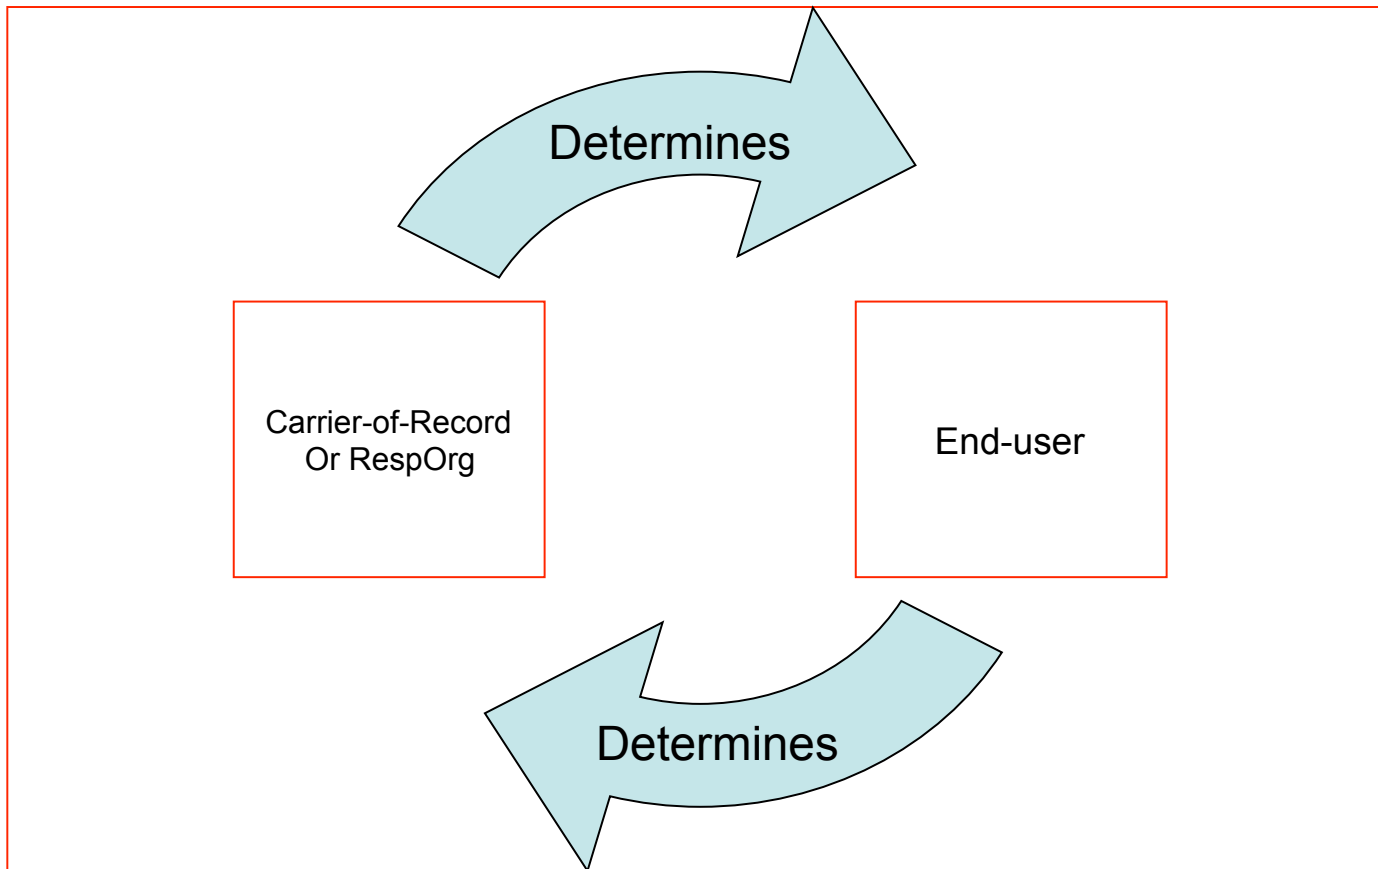 Determines
Carrier-of-Record
Or RespOrg
End-user
Determines